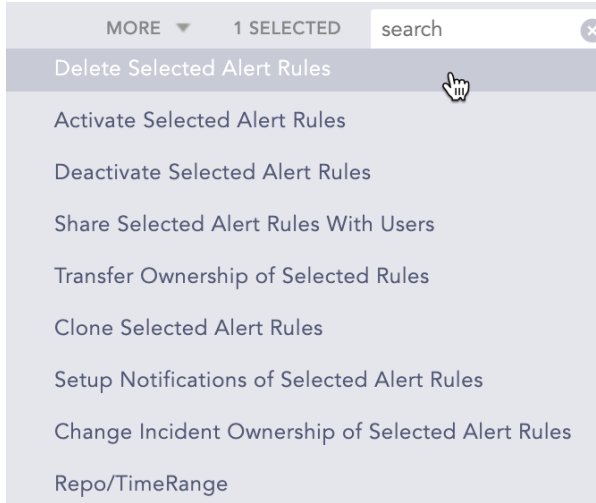 MORE 1 SELECTED search
Delete Selected Alert Rules
Activate Selected Alert Rules
Deactivate Selected Alert Rules
Share Selected Alert Rules With Users
Transfer Ownership of Selected Rules
Clone Selected Alert Rules
Setup Notifications of Selected Alert Rules
Change Incident Ownership of Selected Alert Rules
Repo/TimeRange